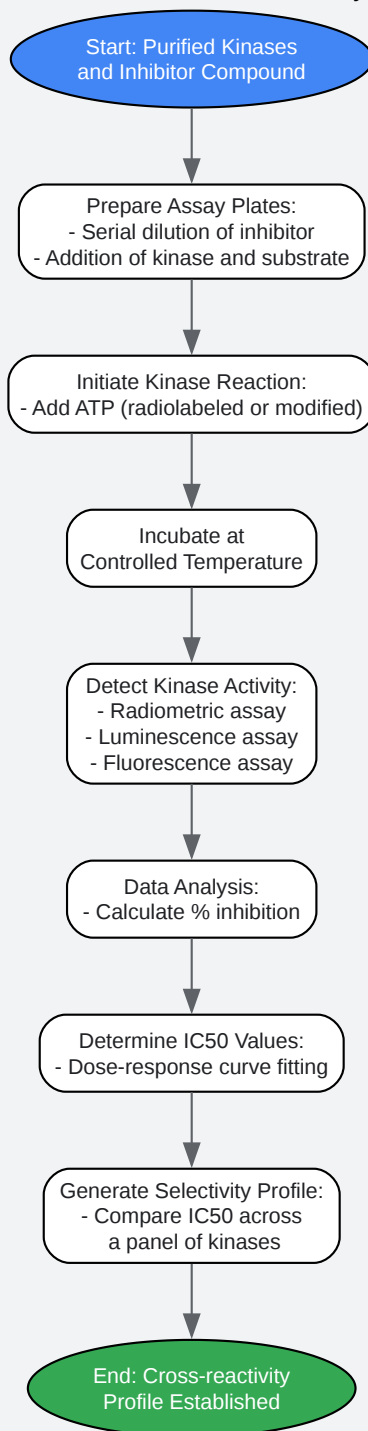 Start: Purified Kinases
and Inhibitor Compound
Prepare Assay Plates:
- Serial dilution of inhibitor
- Addition of kinase and substrate
Initiate Kinase Reaction:
- Add ATP (radiolabeled or modified)
Incubate at
Controlled Temperature
Detect Kinase Activity:
- Radiometric assay
- Luminescence assay
- Fluorescence assay
Data Analysis:
- Calculate % inhibition
Determine IC50 Values:
- Dose-response curve fitting
Generate Selectivity Profile:
- Compare IC50 across
a panel of kinases
End: Cross-reactivity
Profile Established